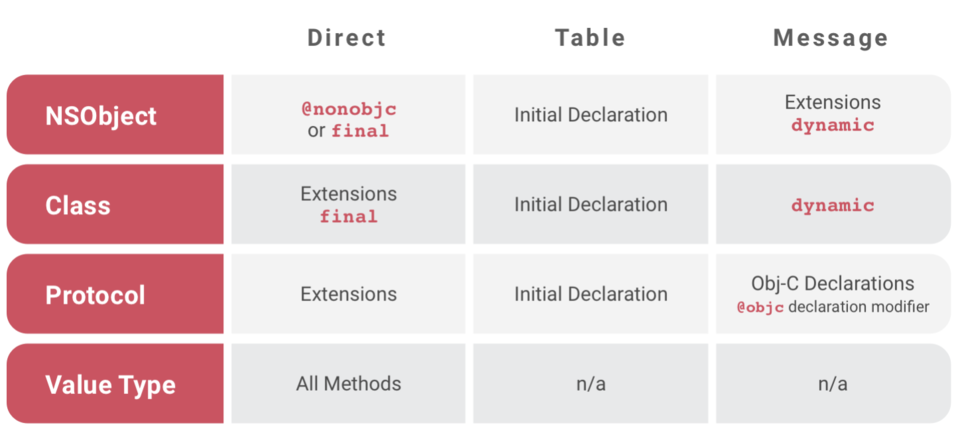 Direct Table Message
NSObject
@nonobjc
or final
Initial Declaration
Extensions
dynamic
Class
Extensions
final
Initial Declaration
dynamic
Protocol
Extensions
Initial Declaration
Obj-C Declarations
@objc declaration modifier
Value Type
All Methods
n/a
n/a